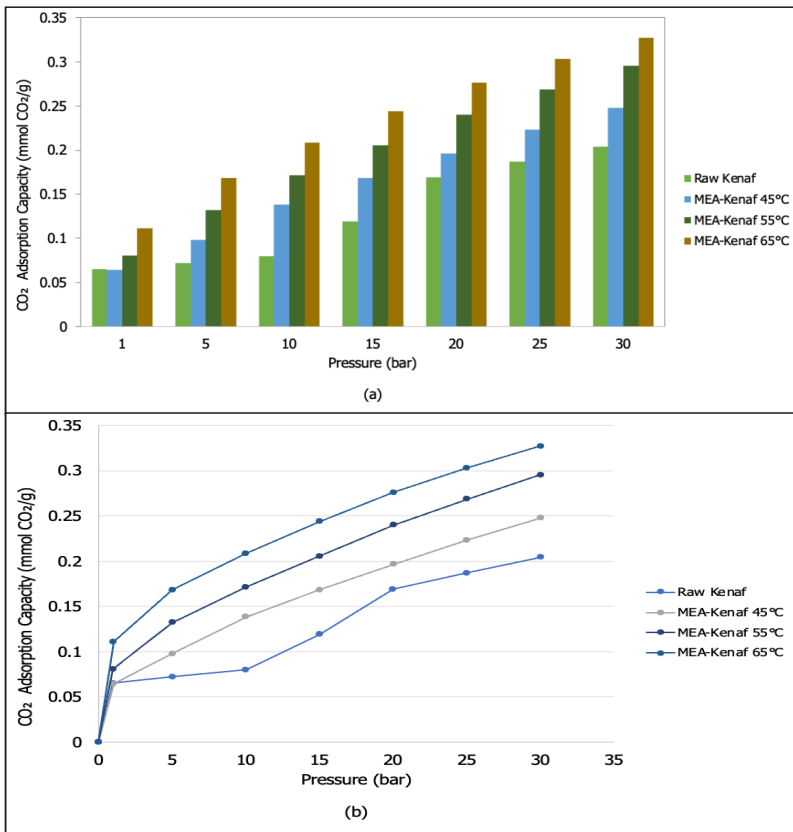 0.35
0.3
0.25
0.2
0.15
0.1
0.05
0
CO₂ Adsorption Capacity (mmol CO₂/g)
1 5 10 15 20 25 30
Pressure (bar)
(a)
Raw Kenaf
MEA-Kenaf 45°C
MEA-Kenaf 55°C
MEA-Kenaf 65°C
0.35
0.3
0.25
0.2
0.15
0.1
0.05
0
CO₂ Adsorption Capacity (mmol CO₂/g)
0 5 10 15 20 25 30 35
Pressure (bar)
(b)
Raw Kenaf
MEA-Kenaf 45°C
MEA-Kenaf 55°C
MEA-Kenaf 65°C